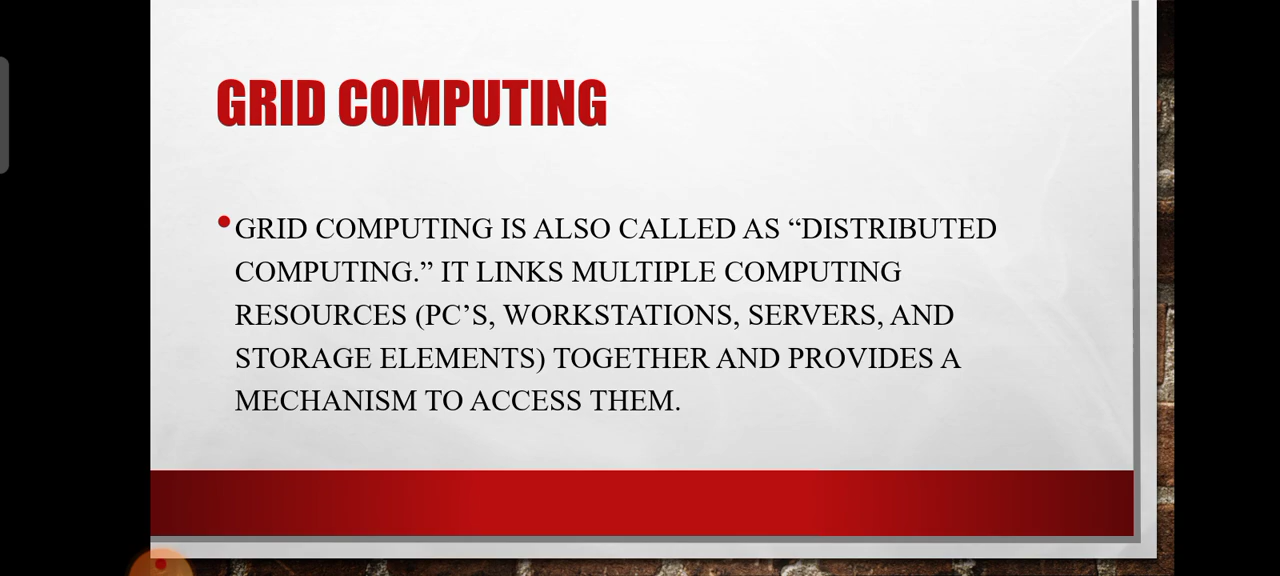 GRID COMPUTING
•GRID COMPUTING IS ALSO CALLED AS “DISTRIBUTED
COMPUTING.” IT LINKS MULTIPLE COMPUTING
RESOURCES (PC’S, WORKSTATIONS, SERVERS, AND
STORAGE ELEMENTS) TOGETHER AND PROVIDES A
MECHANISM TO ACCESS THEM.